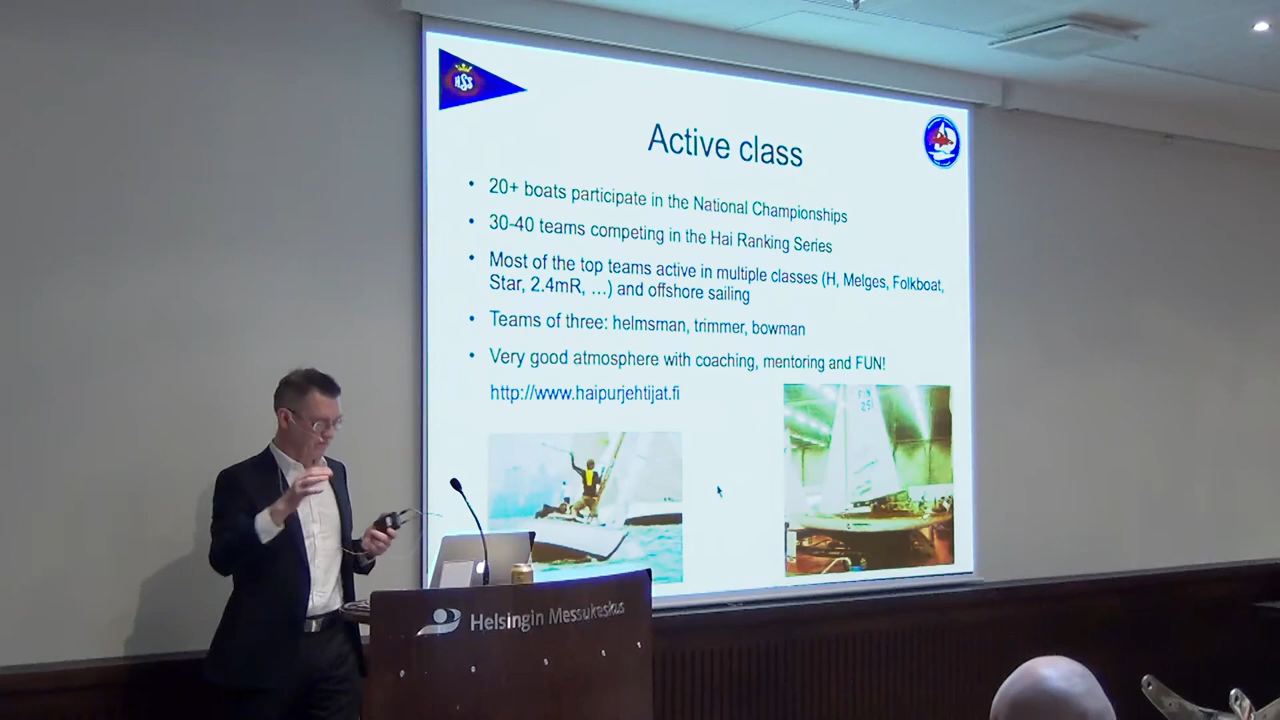 HSS
Active class
• 20+ boats participate in the National Championships
• 30-40 teams competing in the Hai Ranking Series
• Most of the top teams active in multiple classes (H, Melges, Folkboat,
Star, 2.4mR, …) and offshore sailing
• Teams of three: helmsman, trimmer, bowman
• Very good atmosphere with coaching, mentoring and FUN!
http://www.haipurjehtijat.fi
Helsingin Messukeskus